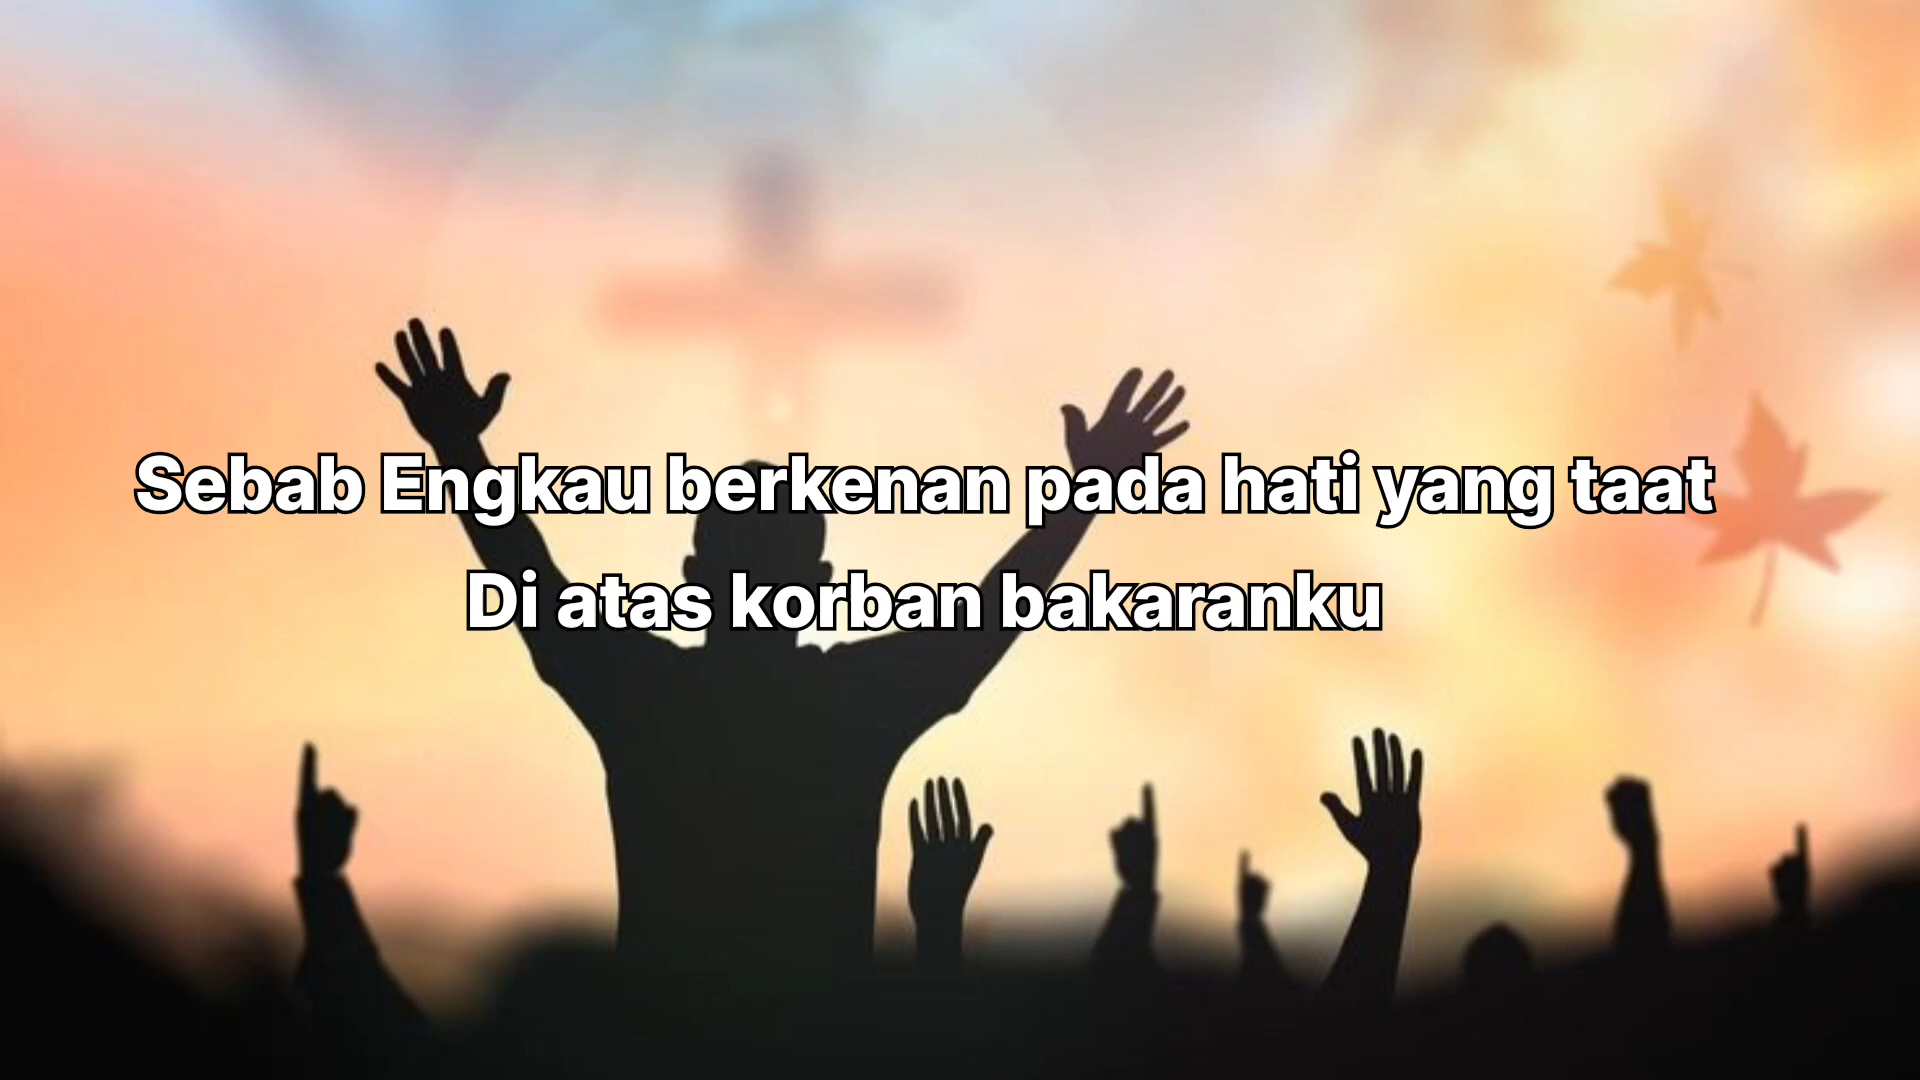 Sebab Engkau berkenan pada hati yang taat
Di atas korban bakaranku